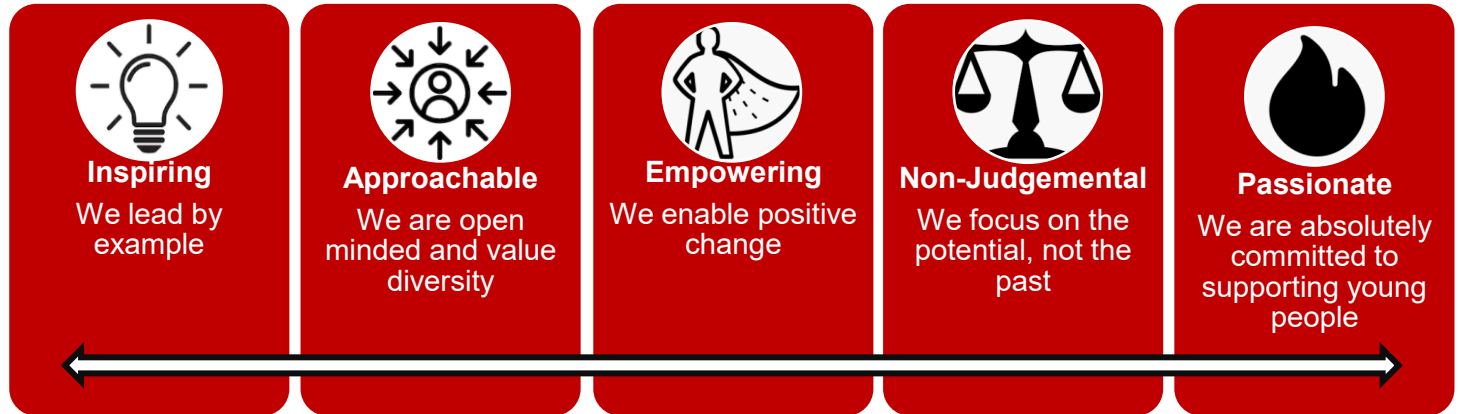 Inspiring
We lead by
example
Approachable
We are open
minded and value
diversity
Empowering
We enable positive
change
Non-Judgemental
We focus on the
potential, not the
past
Passionate
We are absolutely
committed to
supporting young
people